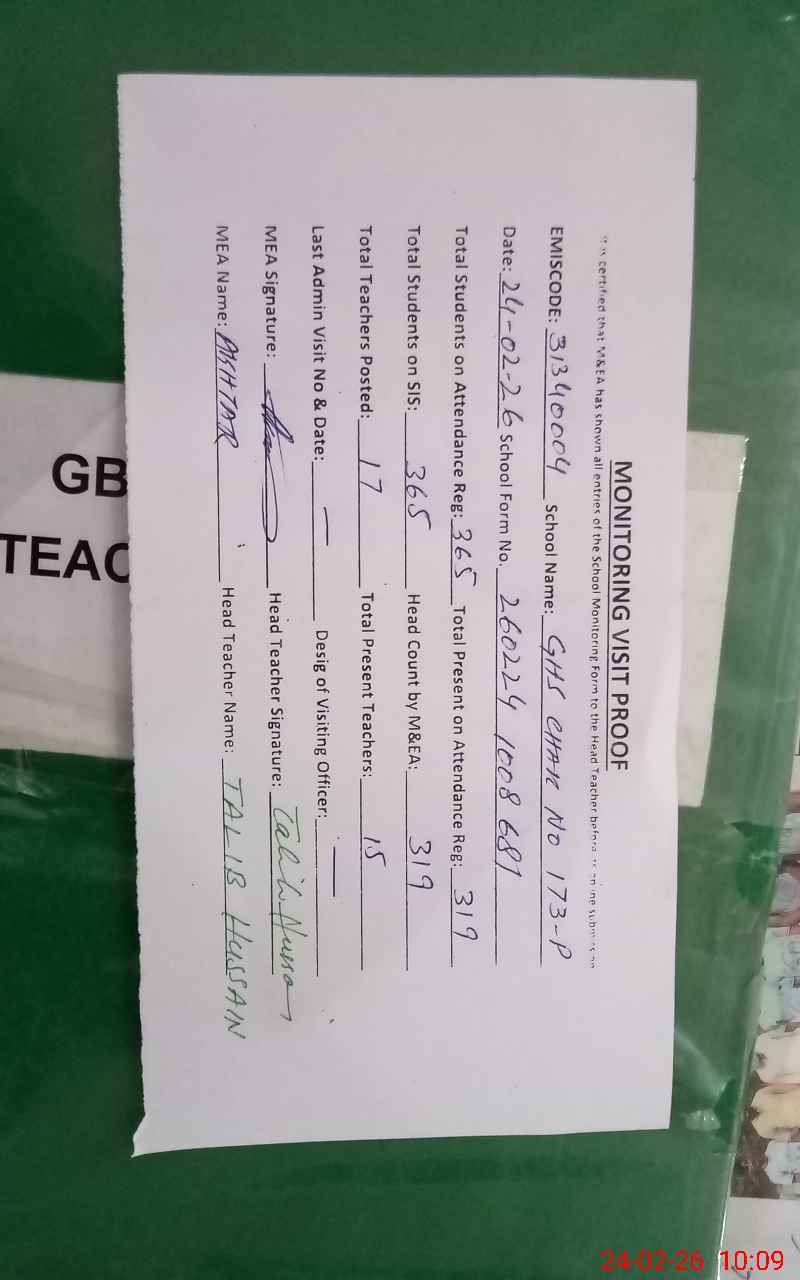 MONITORING VISIT PROOF
It is certified that M&EA has shown all entries of the School Monitoring Form to the Head Teacher before online submission
EMISCODE: 31340004 School Name: GHS CHAK NO 173-P
Date: 24-02-26 School Form No. 260224 1008 681
Total Students on Attendance Reg: 365 Total Present on Attendance Reg: 319
Total Students on SIS: 365 Head Count by M&EA: 319
Total Teachers Posted: 17 Total Present Teachers: 15
Last Admin Visit No & Date: — Desig of Visiting Officer: —
MEA Signature: Head Teacher Signature: Talib Hussain
MEA Name: AKHTAR Head Teacher Name: TALIB HUSSAIN
GB
TEAC
24-02-26 10:09